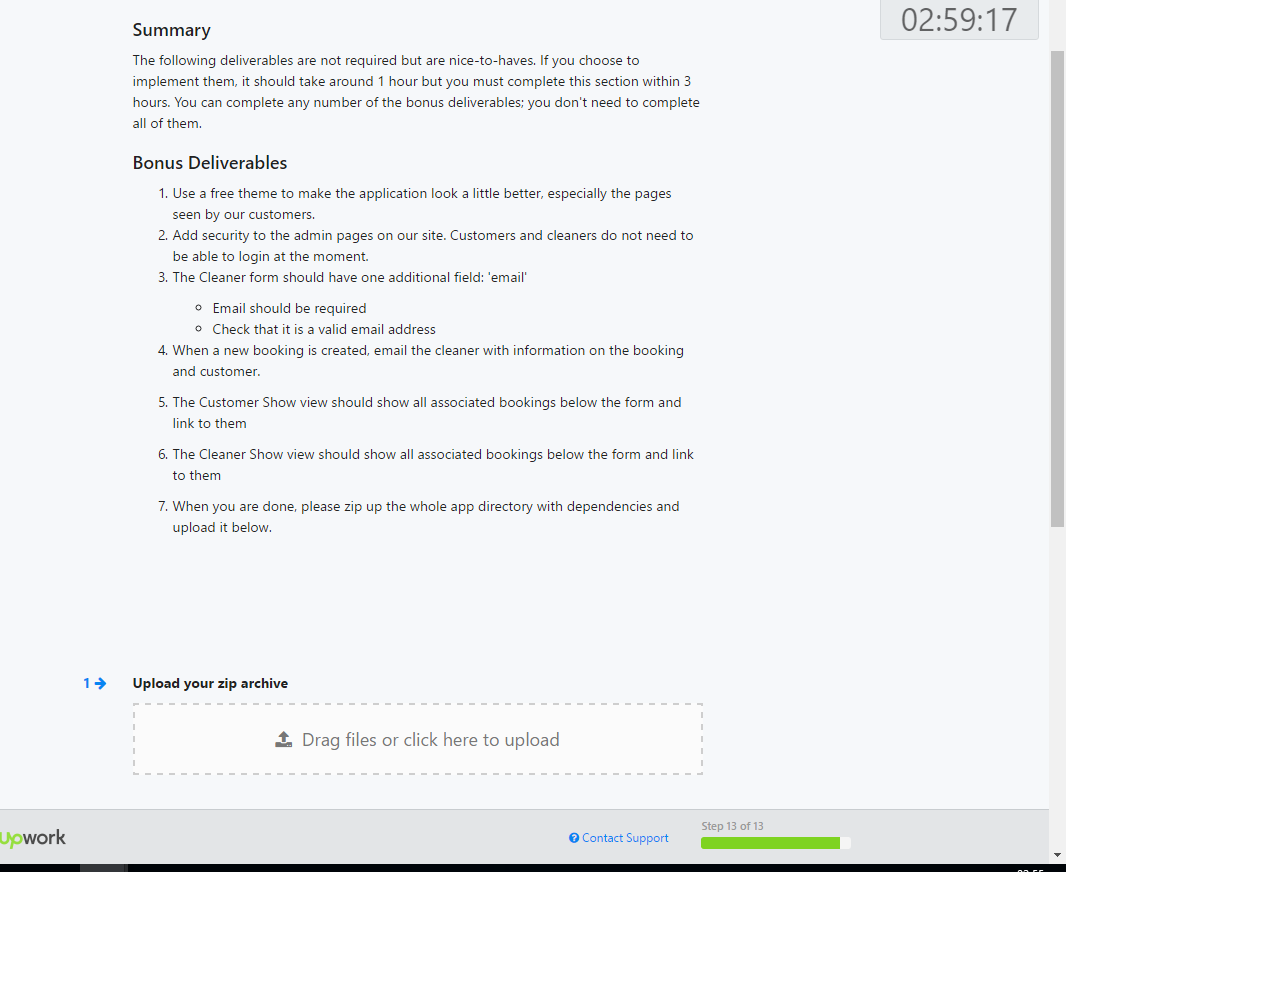 02:59:17
Summary
The following deliverables are not required but are nice-to-haves. If you choose to
implement them, it should take around 1 hour but you must complete this section within 3
hours. You can complete any number of the bonus deliverables; you don't need to complete
all of them.
Bonus Deliverables
1. Use a free theme to make the application look a little better, especially the pages
seen by our customers.
2. Add security to the admin pages on our site. Customers and cleaners do not need to
be able to login at the moment.
3. The Cleaner form should have one additional field: 'email'
Email should be required
Check that it is a valid email address
4. When a new booking is created, email the cleaner with information on the booking
and customer.
5. The Customer Show view should show all associated bookings below the form and
link to them
6. The Cleaner Show view should show all associated bookings below the form and link
to them
7. When you are done, please zip up the whole app directory with dependencies and
upload it below.
1 Upload your zip archive
Drag files or click here to upload
Upwork
Contact Support
Step 13 of 13